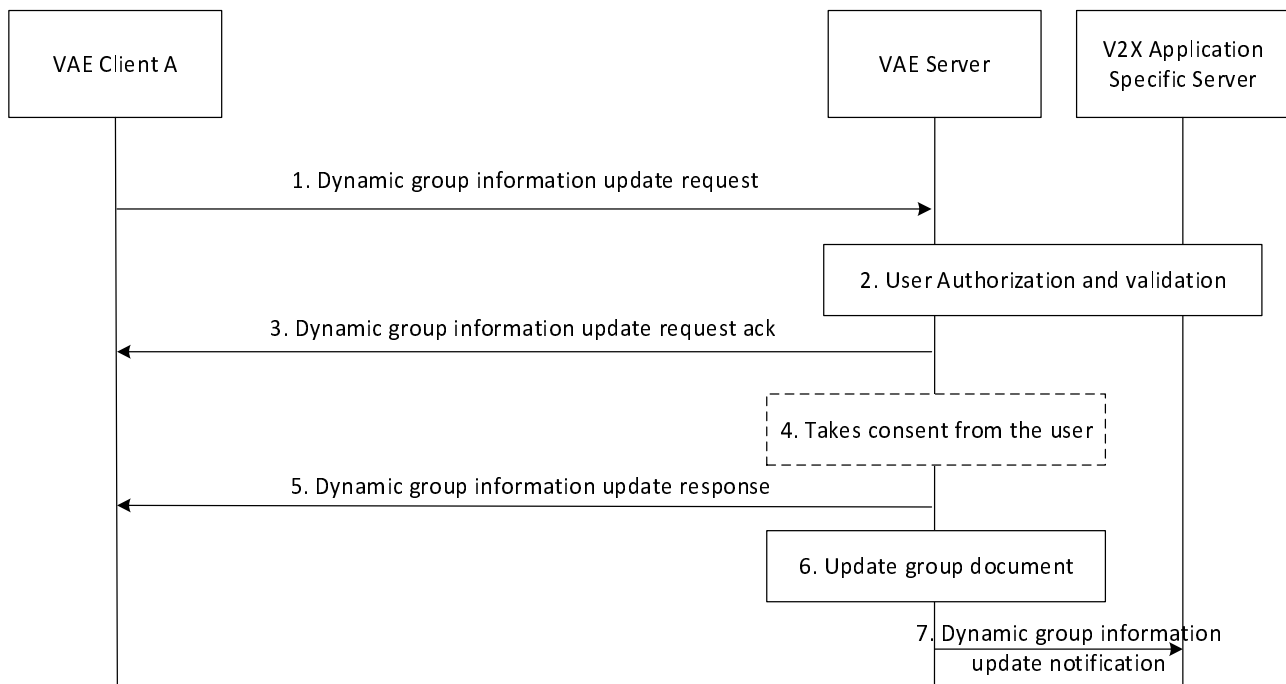 VAE Client A
VAE Server
V2X Application
Specific Server
1. Dynamic group information update request
2. User Authorization and validation
3. Dynamic group information update request ack
4. Takes consent from the user
5. Dynamic group information update response
6. Update group document
7. Dynamic group information
update notification